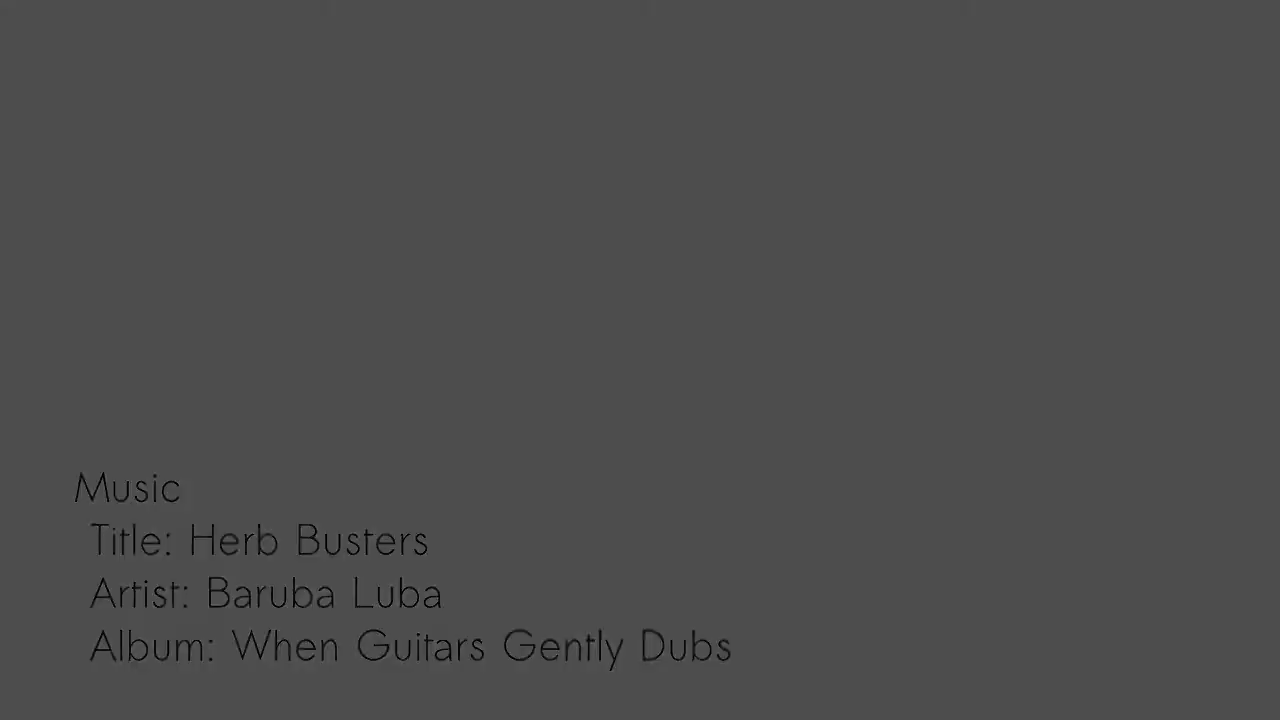 Music
Title: Herb Busters
Artist: Baruba Luba
Album: When Guitars Gently Dubs